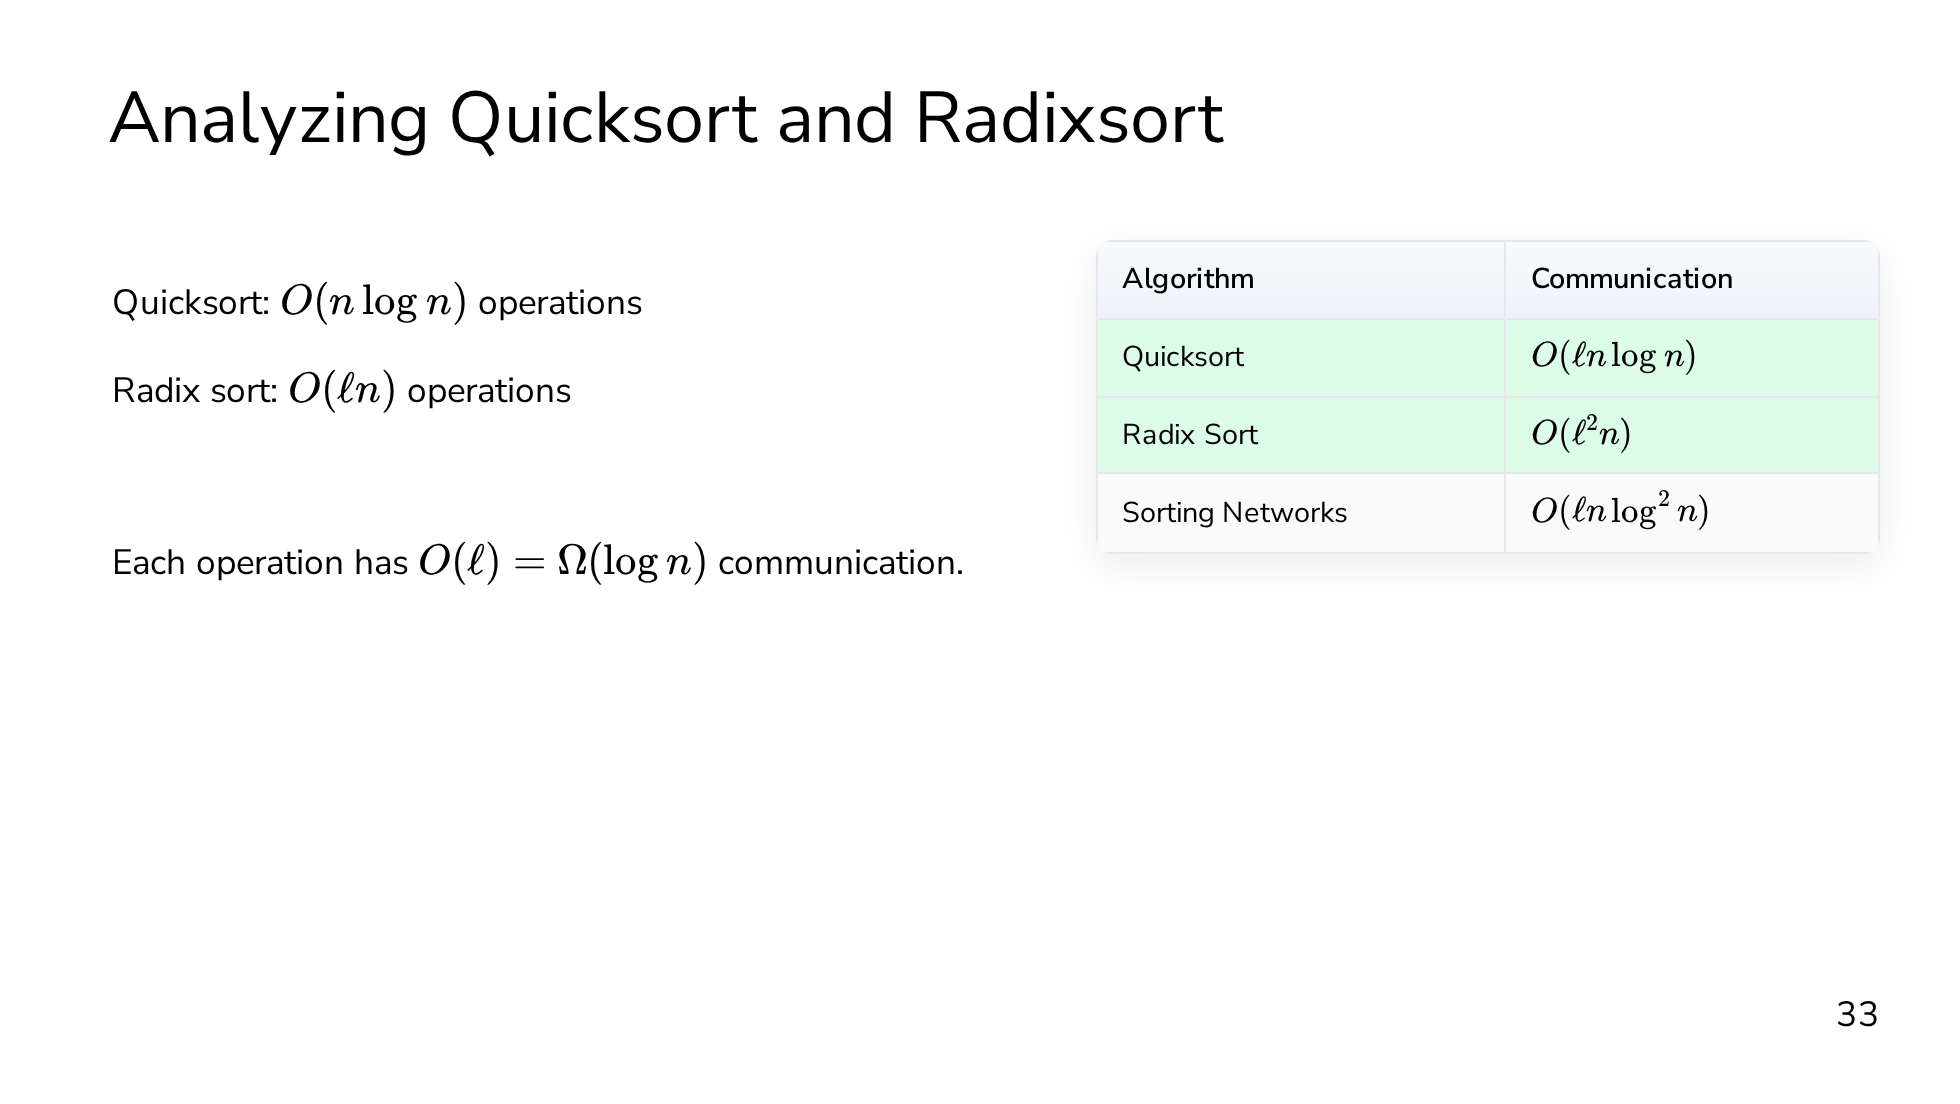 Analyzing Quicksort and Radixsort
Quicksort: O(n log n) operations
Radix sort: O(ℓn) operations
Each operation has O(ℓ) = Ω(log n) communication.
Algorithm Communication
Quicksort O(ℓn log n)
Radix Sort O(ℓ²n)
Sorting Networks O(ℓn log² n)
33